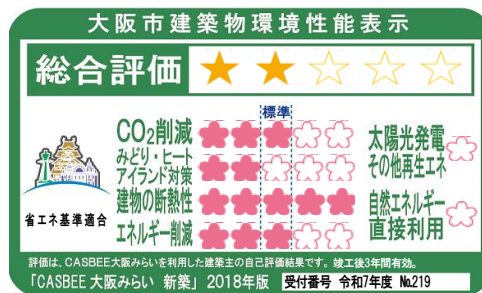 大阪市建築物環境性能表示
総合評価
標準
CO₂削減
みどり・ヒート
アイランド対策
建物の断熱性
エネルギー削減
太陽光発電
その他再生エネ
自然エネルギー
直接利用
省エネ基準適合
評価は、CASBEE大阪みらいを利用した建築主の自己評価結果です。竣工後3年間有効。
「CASBEE大阪みらい 新築」2018年版 受付番号 令和7年度 №219